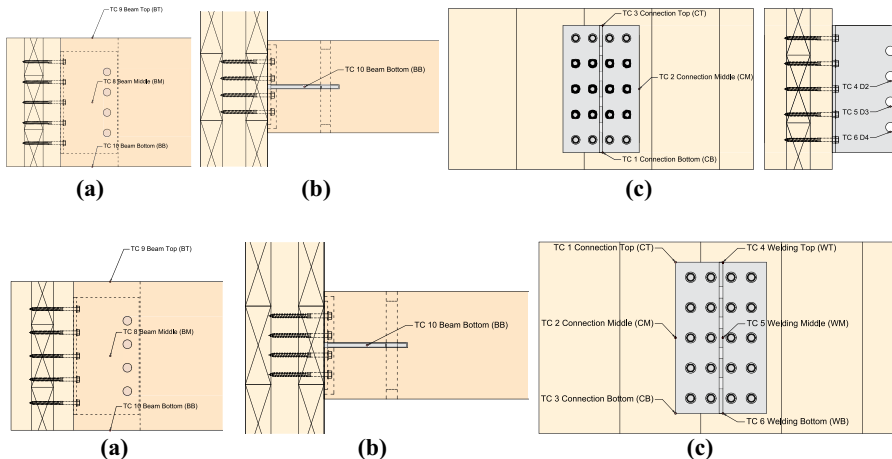 TC 9 Beam Top (BT)
TC 8 Beam Middle (BM)
TC 10 Beam Bottom (BB)
(a)
TC 10 Beam Bottom (BB)
(b)
TC 3 Connection Top (CT)
TC 2 Connection Middle (CM)
TC 1 Connection Bottom (CB)
(c)
TC 4 D2
TC 5 D3
TC 6 D4
TC 9 Beam Top (BT)
TC 8 Beam Middle (BM)
TC 10 Beam Bottom (BB)
(a)
TC 10 Beam Bottom (BB)
(b)
TC 1 Connection Top (CT)
TC 4 Welding Top (WT)
TC 2 Connection Middle (CM)
TC 5 Welding Middle (WM)
TC 3 Connection Bottom (CB)
TC 6 Welding Bottom (WB)
(c)